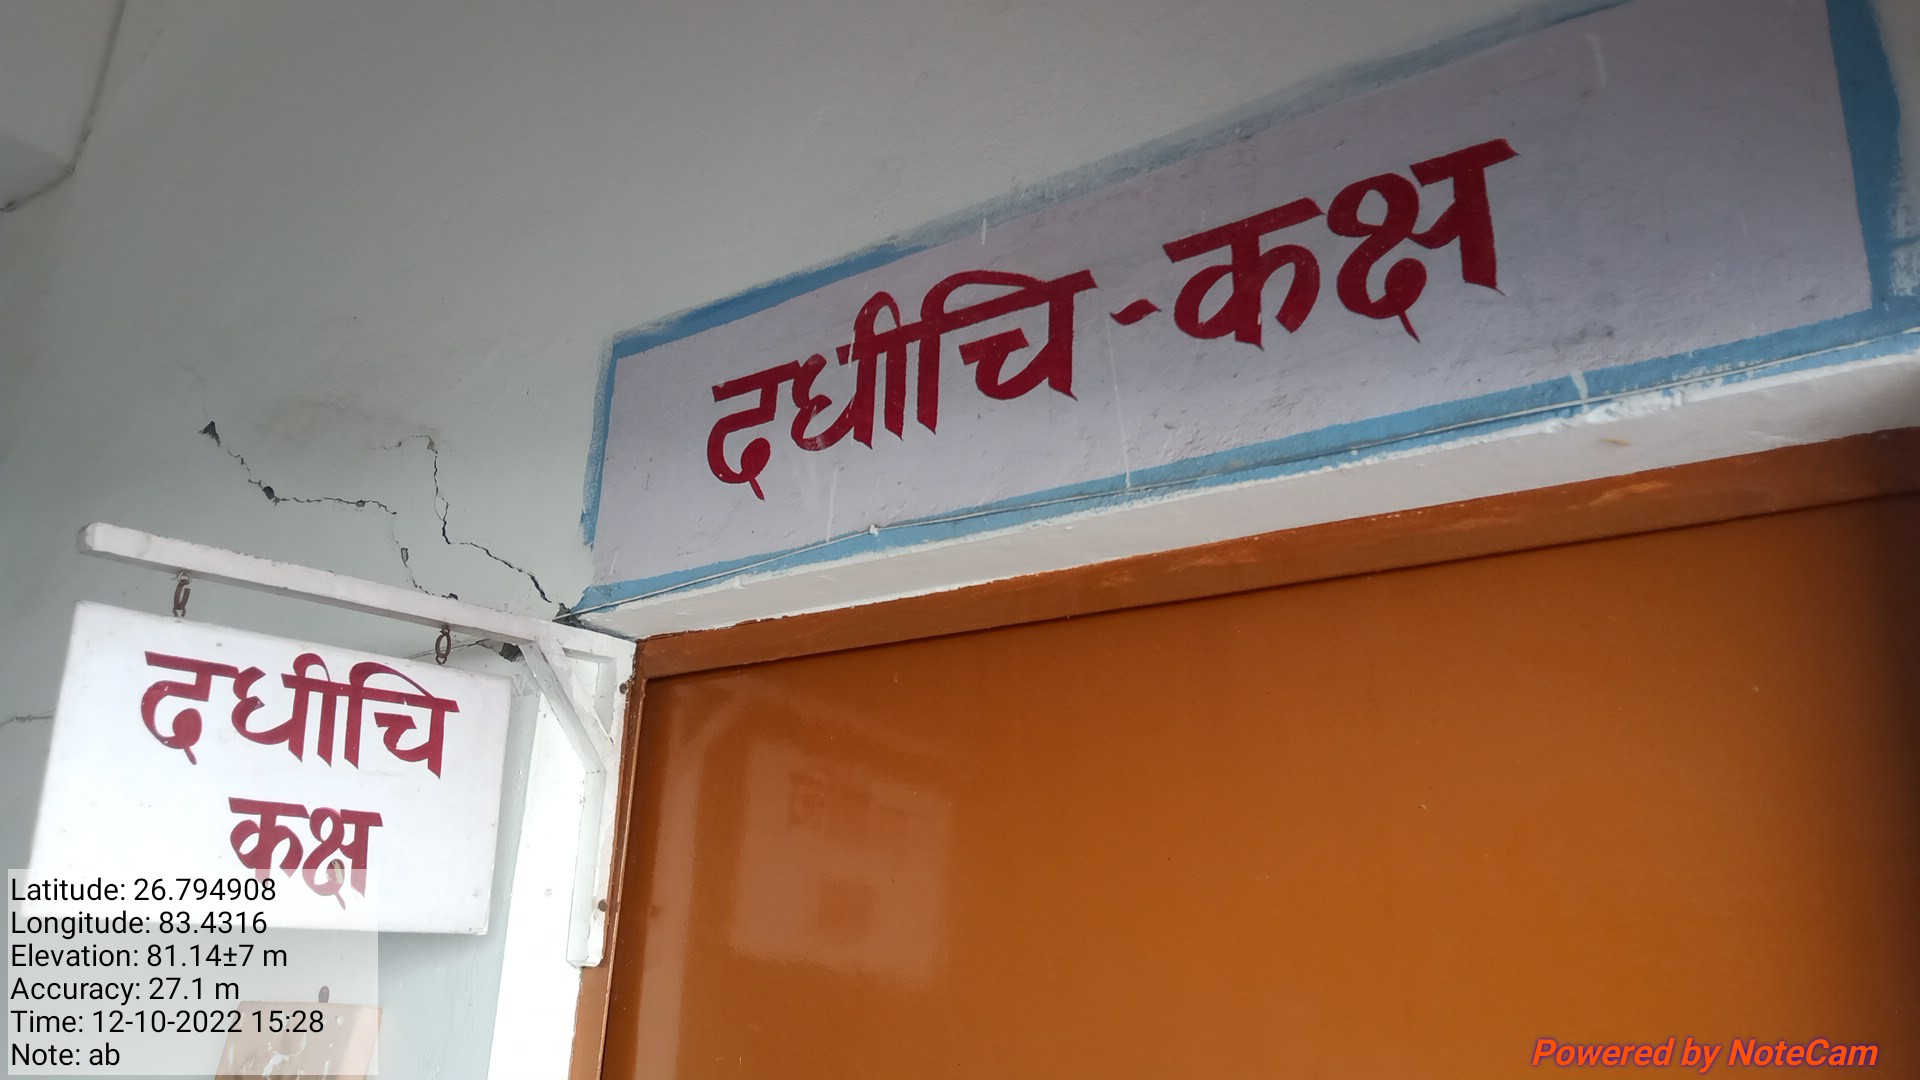 दधीचि-कक्ष
दधीचि
कक्ष
Latitude: 26.794908
Longitude: 83.4316
Elevation: 81.14±7 m
Accuracy: 27.1 m
Time: 12-10-2022 15:28
Note: ab
Powered by NoteCam